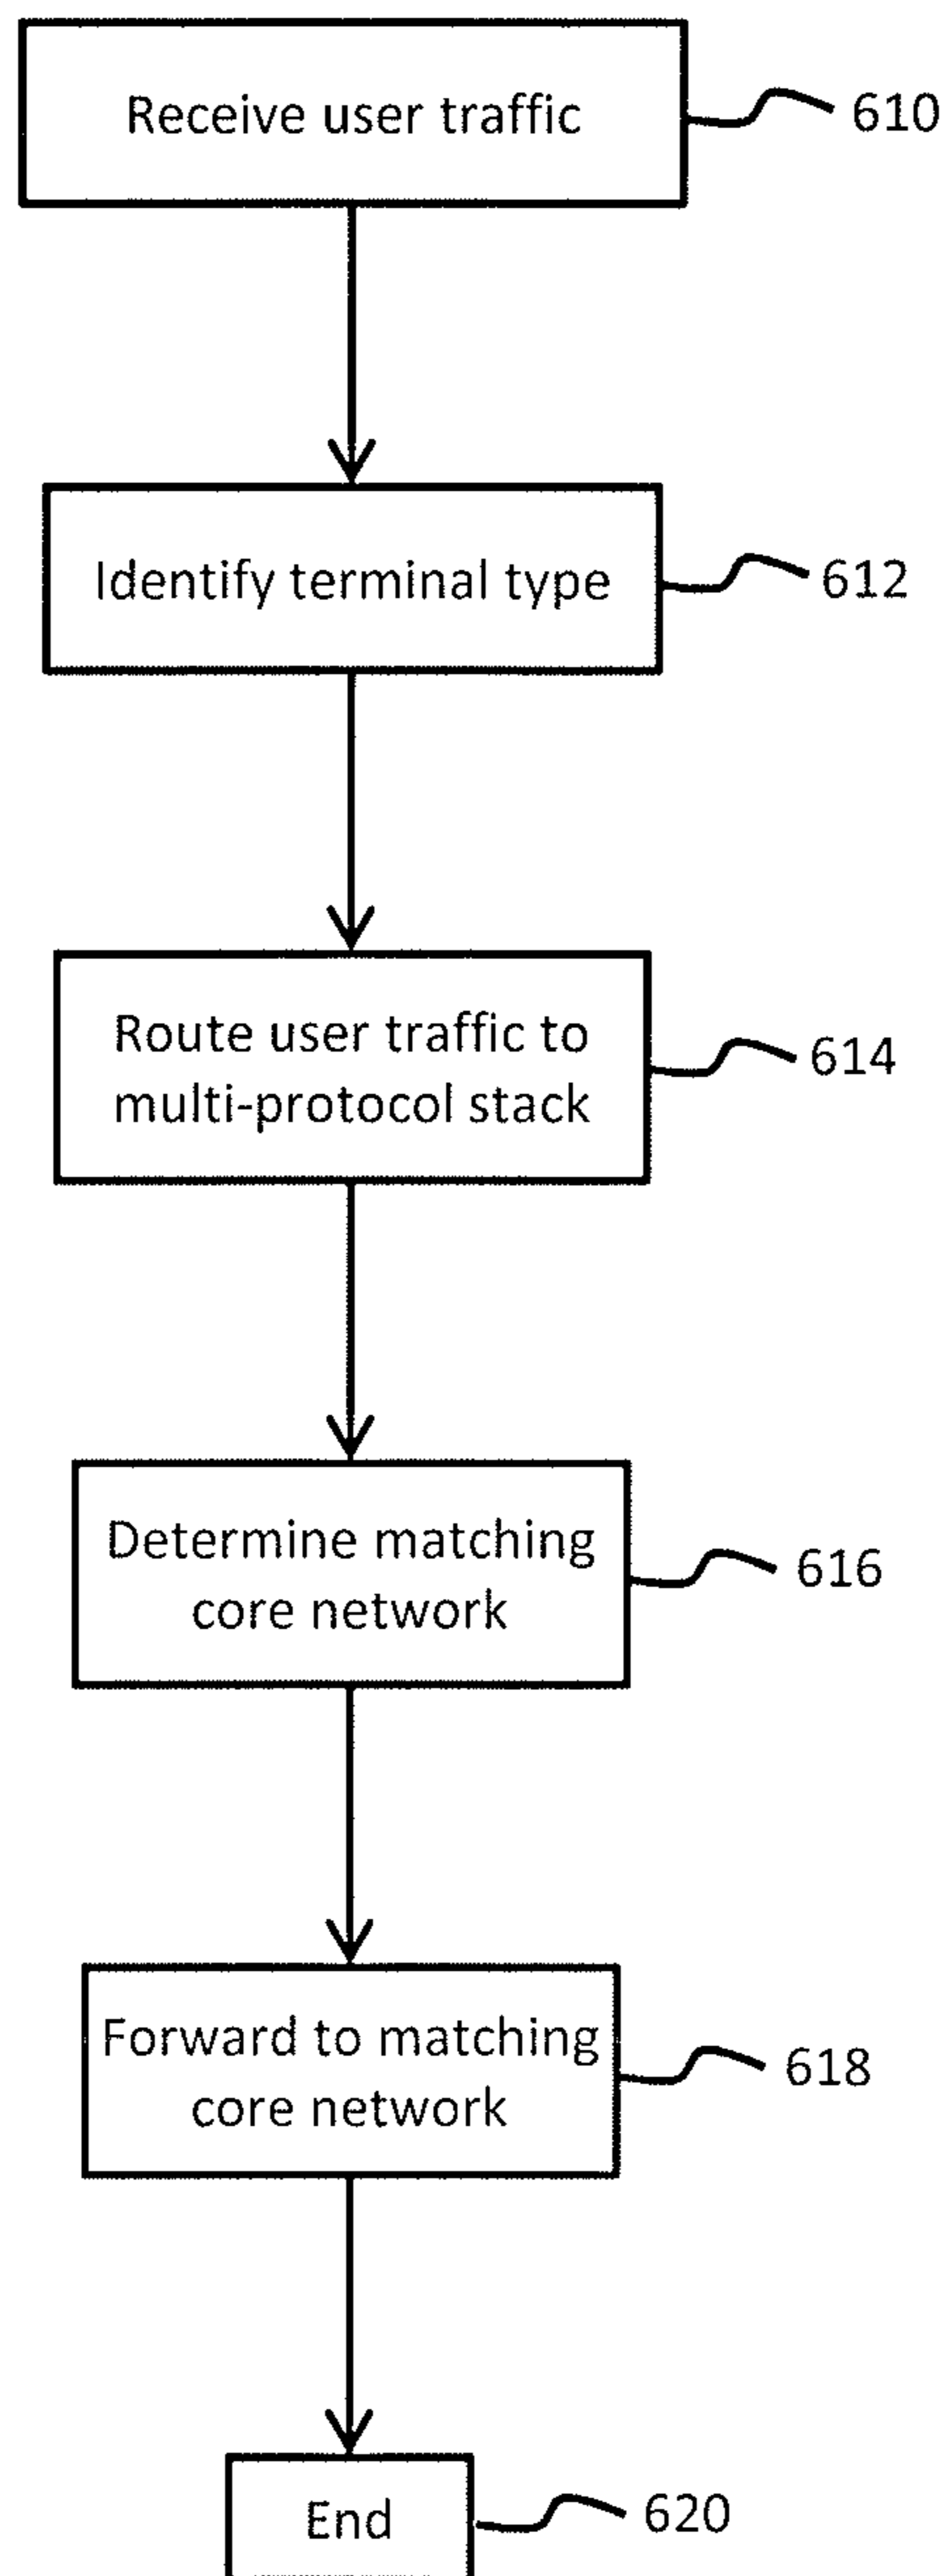 Receive user traffic
610
Identify terminal type
612
Route user traffic to
multi-protocol stack
614
Determine matching
core network
616
Forward to matching
core network
618
End
620